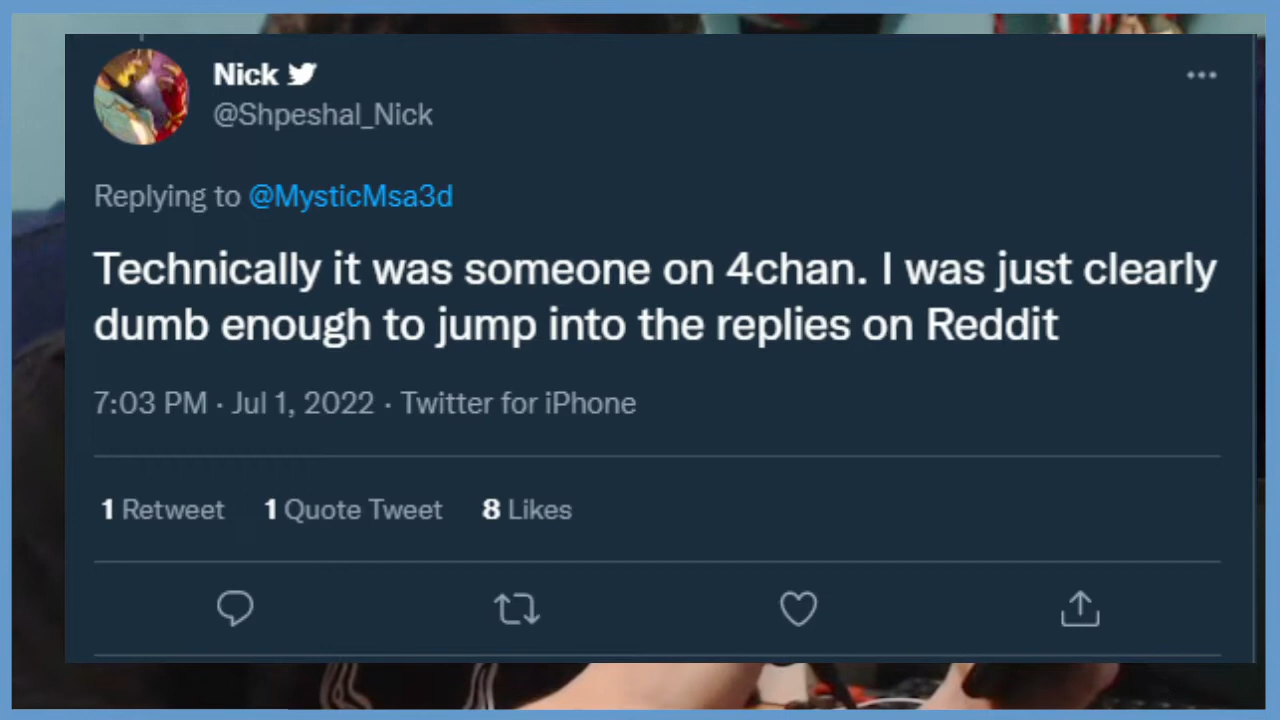 Nick
@Shpeshal_Nick
Replying to @MysticMsa3d
Technically it was someone on 4chan. I was just clearly
dumb enough to jump into the replies on Reddit
7:03 PM · Jul 1, 2022 · Twitter for iPhone
1 Retweet 1 Quote Tweet 8 Likes